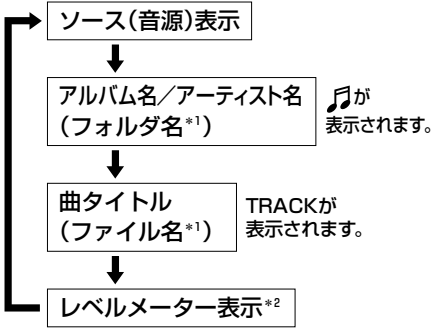 ソース(音源)表示
アルバム名／アーティスト名
(フォルダ名*1)
♫が
表示されます。
曲タイトル
(ファイル名*1)
TRACKが
表示されます。
レベルメーター表示*2